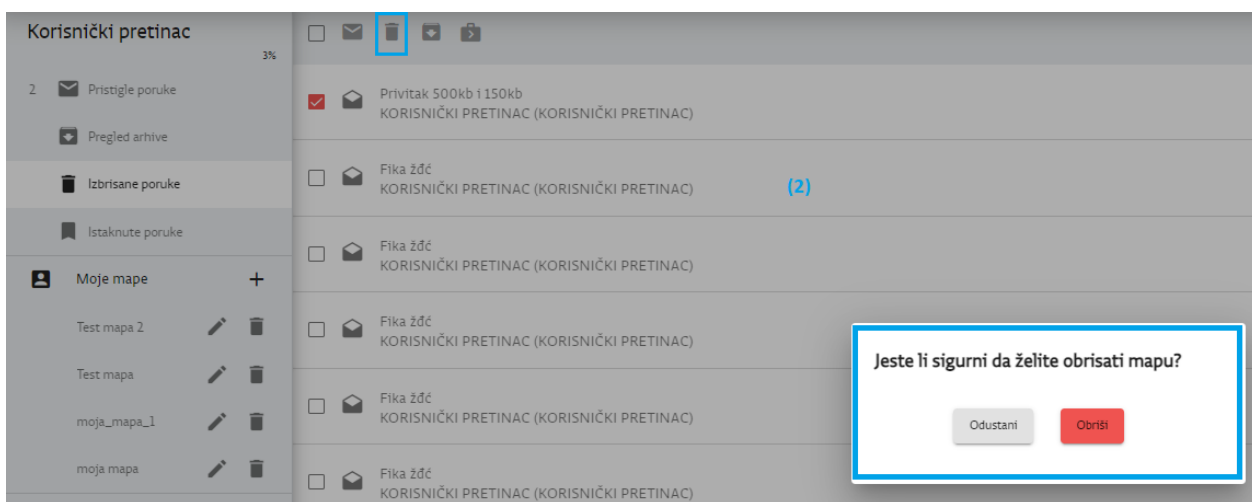 Korisnički pretinac
3%
2 Pristigle poruke
Pregled arhive
Izbrisane poruke
Istaknute poruke
Moje mape
Test mapa 2
Test mapa
moja_mapa_1
moja mapa
Privitak 500kb i 150kb
KORISNIČKI PRETINAC (KORISNIČKI PRETINAC)
Fika žđć
KORISNIČKI PRETINAC (KORISNIČKI PRETINAC)
(2)
Fika žđć
KORISNIČKI PRETINAC (KORISNIČKI PRETINAC)
Fika žđć
KORISNIČKI PRETINAC (KORISNIČKI PRETINAC)
Fika žđć
KORISNIČKI PRETINAC (KORISNIČKI PRETINAC)
Fika žđć
KORISNIČKI PRETINAC (KORISNIČKI PRETINAC)
Jeste li sigurni da želite obrisati mapu?
Odustani Obriši